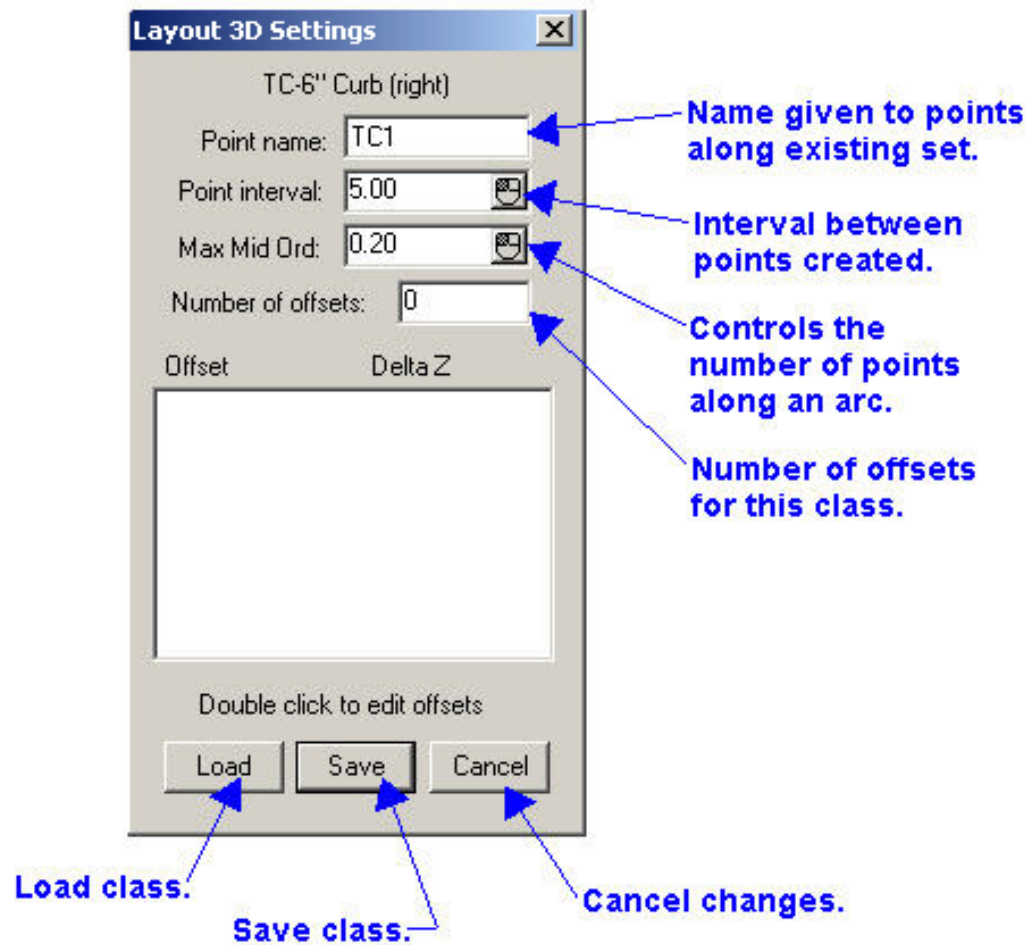 Layout 3D Settings
TC-6" Curb (right)
Point name: TC1
Name given to points
along existing set.
Point interval: 5.00
Interval between
points created.
Max Mid Ord: 0.20
Controls the
number of points
along an arc.
Number of offsets: 0
Number of offsets
for this class.
Offset Delta Z
Double click to edit offsets
Load Save Cancel
Load class.
Save class.
Cancel changes.